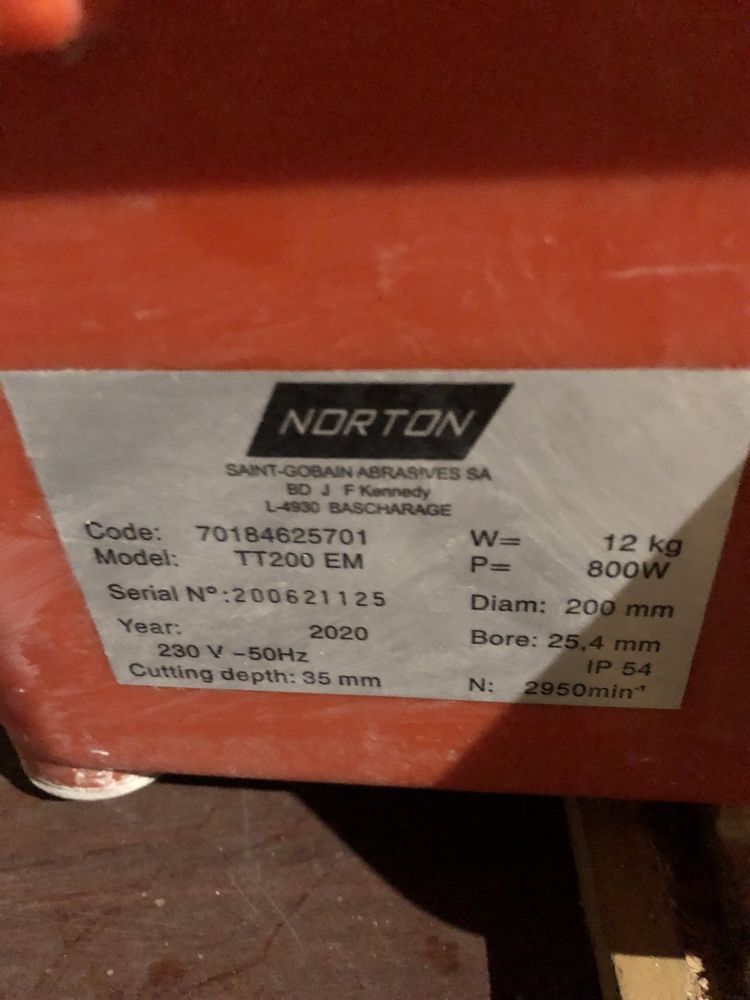 NORTON
SAINT-GOBAIN ABRASIVES SA
BD J F Kennedy
L-4930 BASCHARAGE
Code: 70184625701
Model: TT200 EM
Serial Nº:200621125
Year: 2020
230 V –50Hz
Cutting depth: 35 mm
W= 12 kg
P= 800W
Diam: 200 mm
Bore: 25,4 mm
IP 54
N: 2950min⁻¹